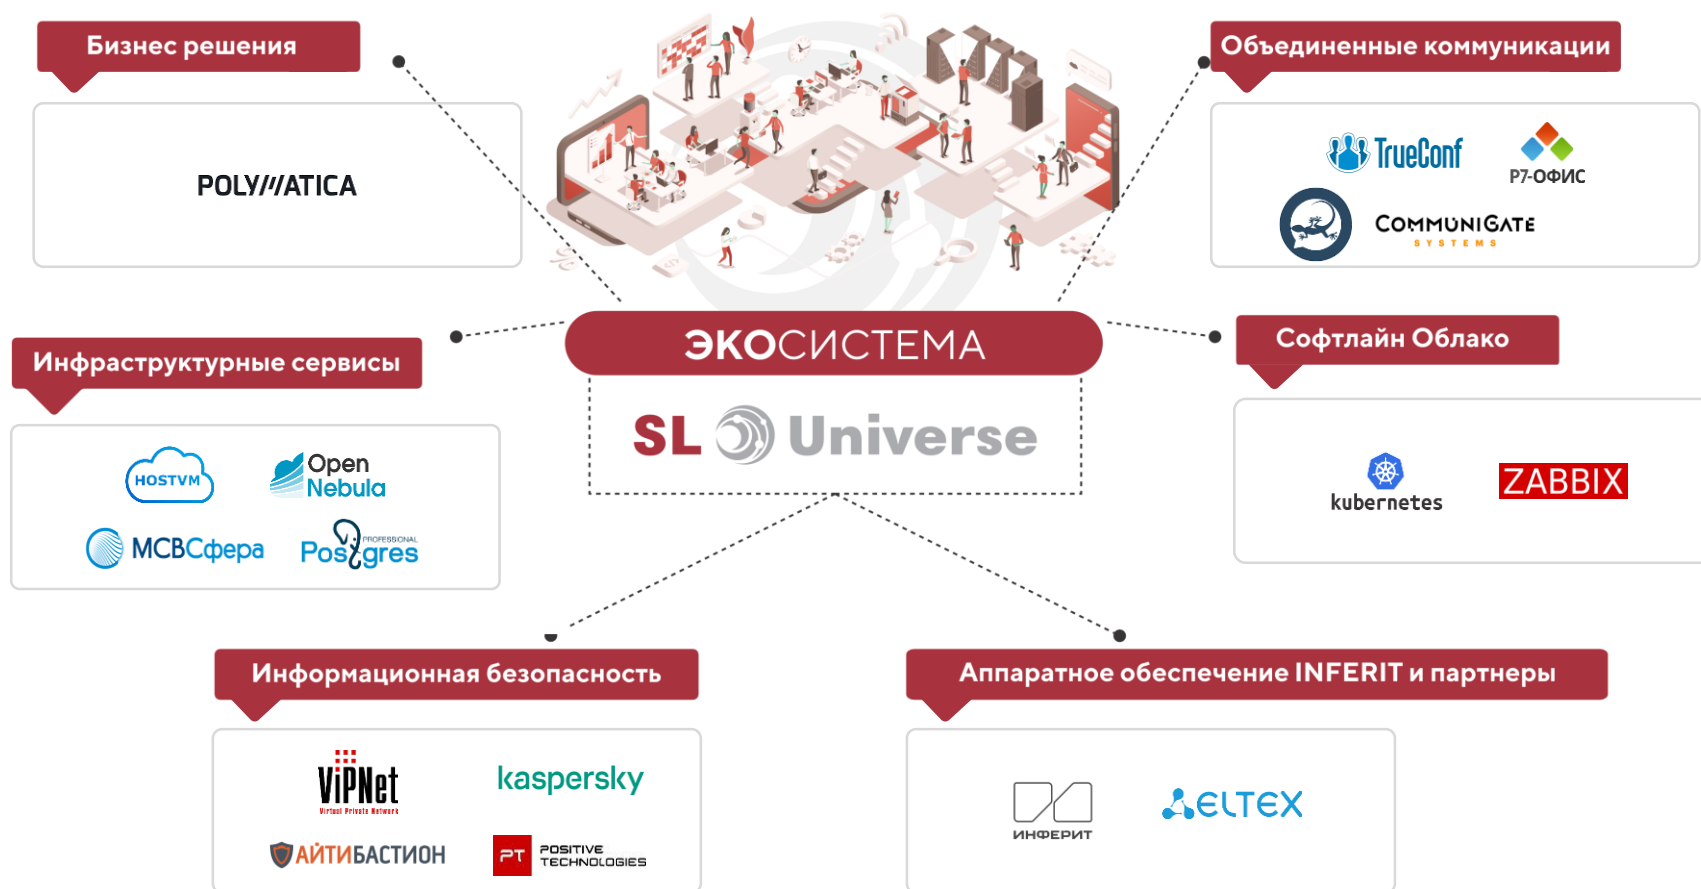 Бизнес решения
POLYMATICA
Объединенные коммуникации
TrueConf
Р7-ОФИС
COMMUNIGATE
SYSTEMS
ЭКОСИСТЕМА
SL Universe
Инфраструктурные сервисы
HOSTVM
Open
Nebula
МСВСфера
PROFESSIONAL
Postgres
Софтлайн Облако
kubernetes
ZABBIX
Информационная безопасность
ViPNet
Virtual Private Network
kaspersky
АЙТИБАСТИОН
PT POSITIVE
TECHNOLOGIES
Аппаратное обеспечение INFERIT и партнеры
ИНФЕРИТ
ELTEX